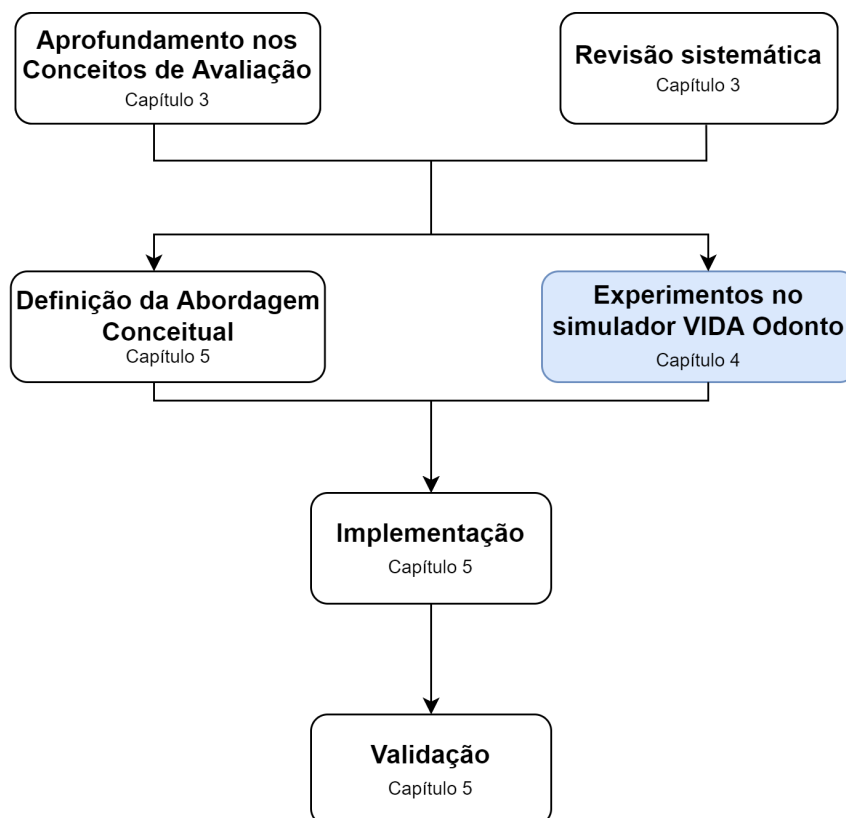 Aprofundamento nos
Conceitos de Avaliação
Capítulo 3
Revisão sistemática
Capítulo 3
Definição da Abordagem
Conceitual
Capítulo 5
Experimentos no
simulador VIDA Odonto
Capítulo 4
Implementação
Capítulo 5
Validação
Capítulo 5